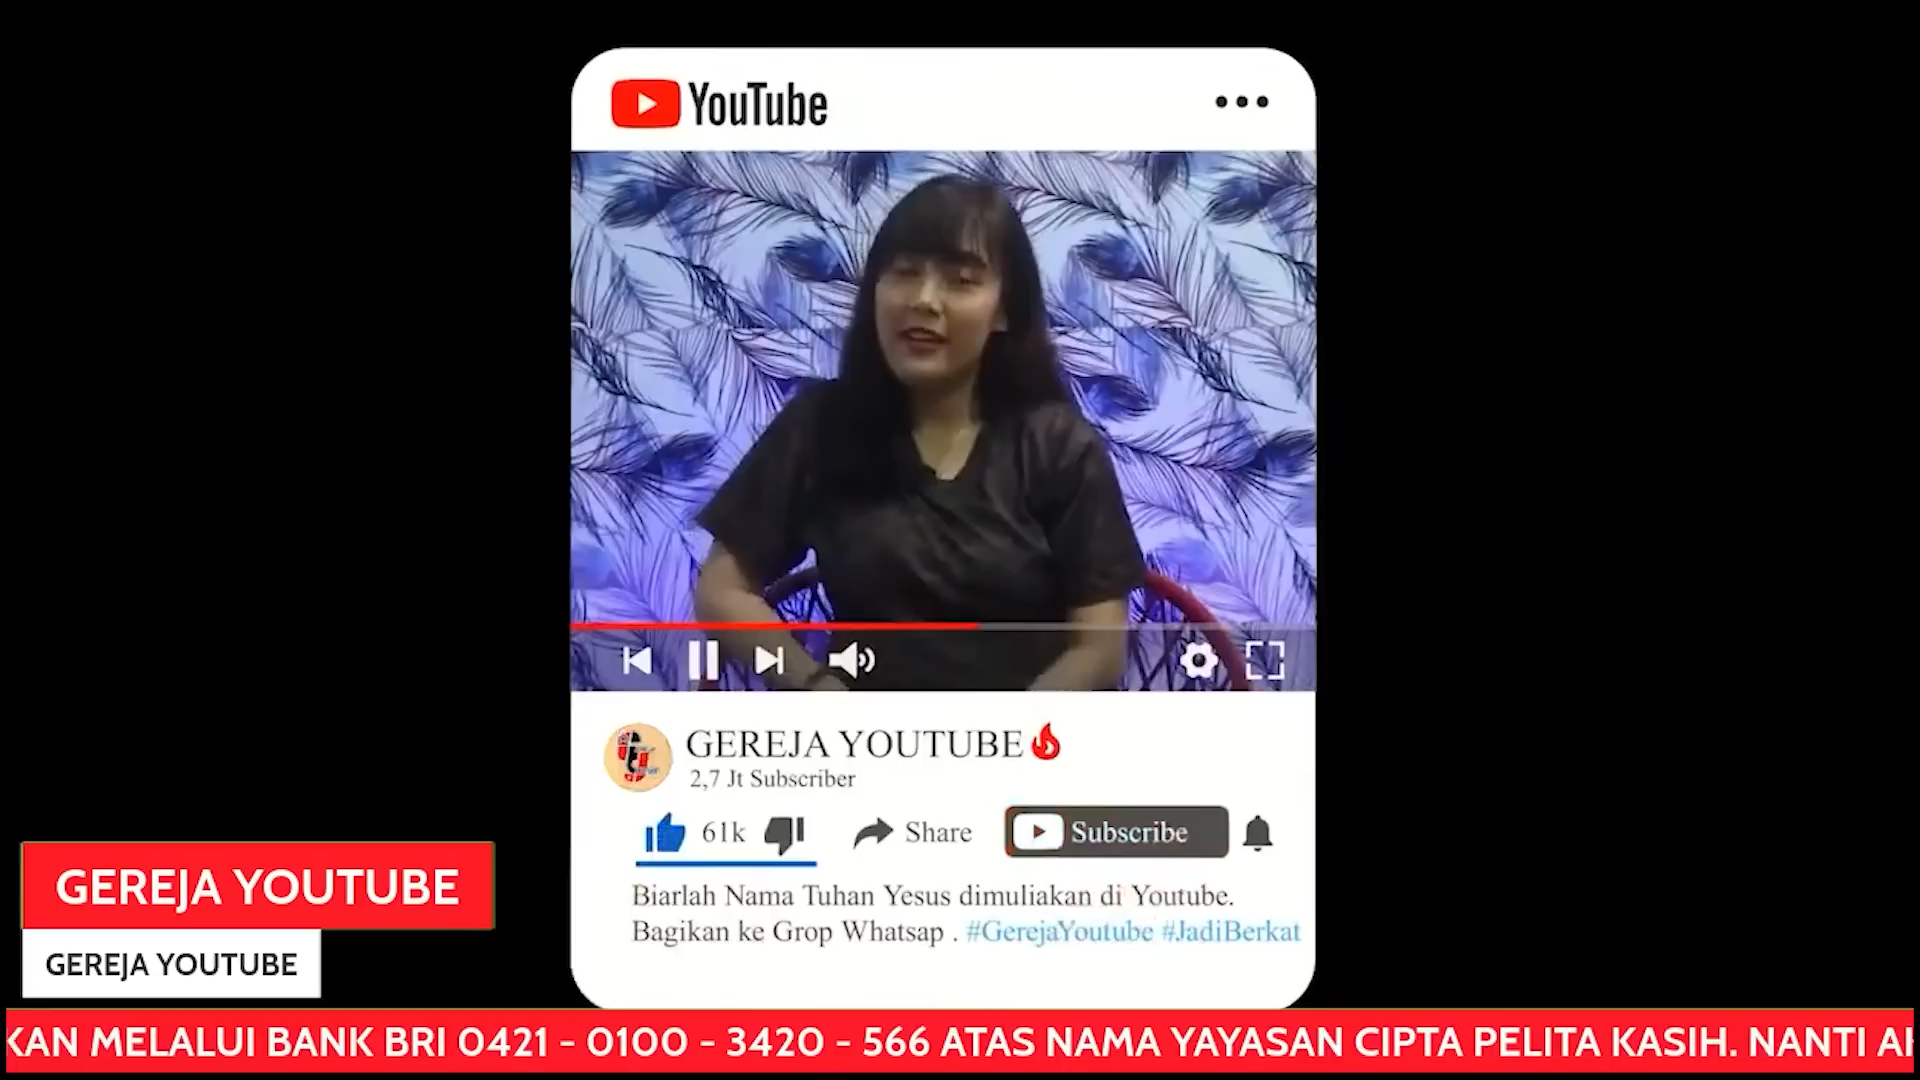 YouTube
GEREJA YOUTUBE
2,7 Jt Subscriber
61k
Share
Subscribe
Biarlah Nama Tuhan Yesus dimuliakan di Youtube.
Bagikan ke Grop Whatsap . #GerejaYoutube #JadiBerkat
GEREJA YOUTUBE
GEREJA YOUTUBE
KAN MELALUI BANK BRI 0421 - 0100 - 3420 - 566 ATAS NAMA YAYASAN CIPTA PELITA KASIH. NANTI